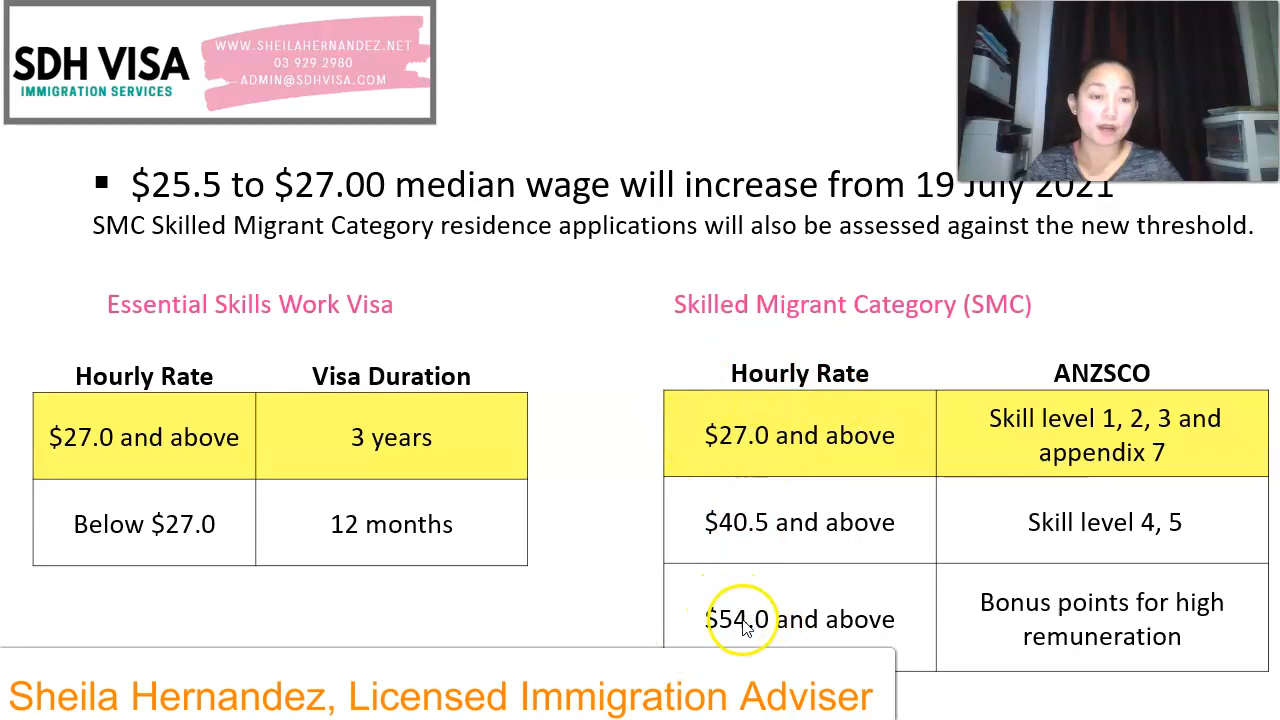 SDH VISA
IMMIGRATION SERVICES
WWW.SHEILAHERNANDEZ.NET
03 929 2980
ADMIN@SDHVISA.COM
▪ $25.5 to $27.00 median wage will increase from 19 July 2021
SMC Skilled Migrant Category residence applications will also be assessed against the new threshold.
Essential Skills Work Visa
Hourly Rate Visa Duration
$27.0 and above 3 years
Below $27.0 12 months
Skilled Migrant Category (SMC)
Hourly Rate ANZSCO
$27.0 and above Skill level 1, 2, 3 and
appendix 7
$40.5 and above Skill level 4, 5
$54.0 and above Bonus points for high
remuneration
Sheila Hernandez, Licensed Immigration Adviser